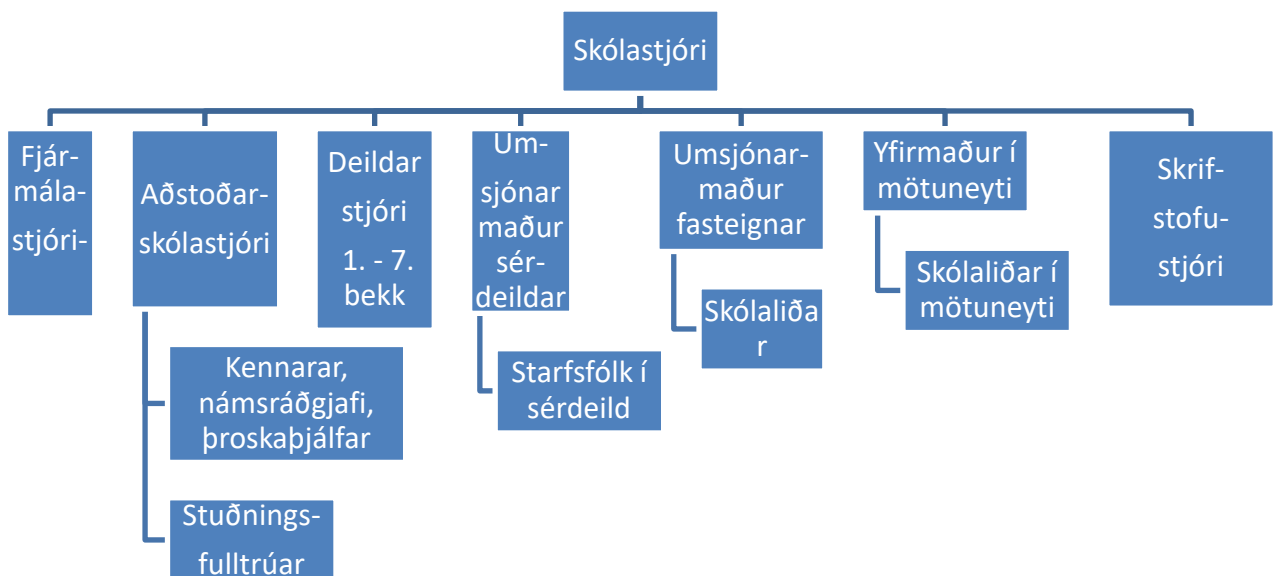 Skólastjóri
Fjár-
mála-
stjóri-
Aðstoðar-
skólastjóri
Deildar
stjóri
1. - 7.
bekk
Um-
sjónar
maður
sér-
deildar
Umsjónar-
maður
fasteignar
Yfirmaður í
mötuneyti
Skrif-
stofu-
stjóri
Kennarar,
námsráðgjafi,
þroskaþjálfar
Stuðnings-
fulltrúar
Starfsfólk í
sérdeild
Skólaliða
r
Skólaliðar í
mötuneyti